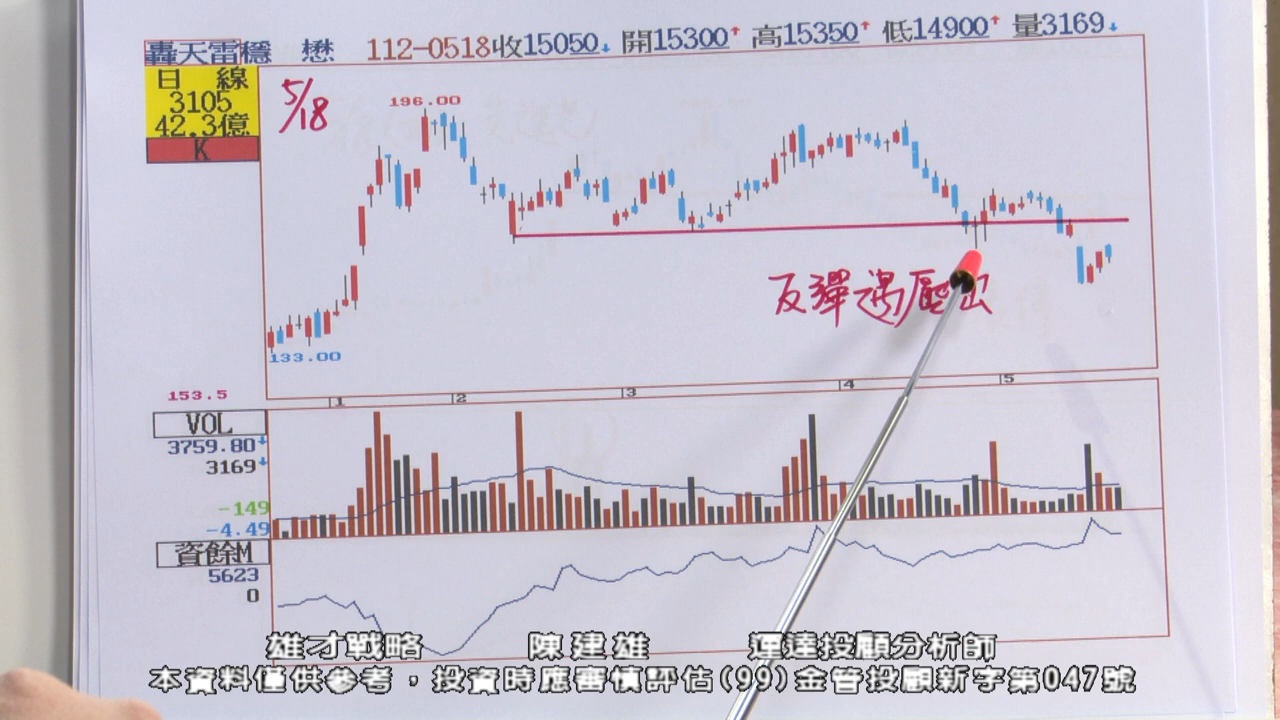 轟天雷穩 懋 112-0518收15050↓ 開15300↑ 高15350↑ 低14900↑ 量3169↓
日 線
3105
42.3億
K
5/18
196.00
反彈遇壓出
133.00
153.5
1 2 3 4 5
VOL
3759.80↓
3169↓
-149
-4.49
資餘M
5623
0
雄才戰略 陳建雄 運達投顧分析師
本資料僅供參考，投資時應審慎評估(99)金管投顧新字第047號